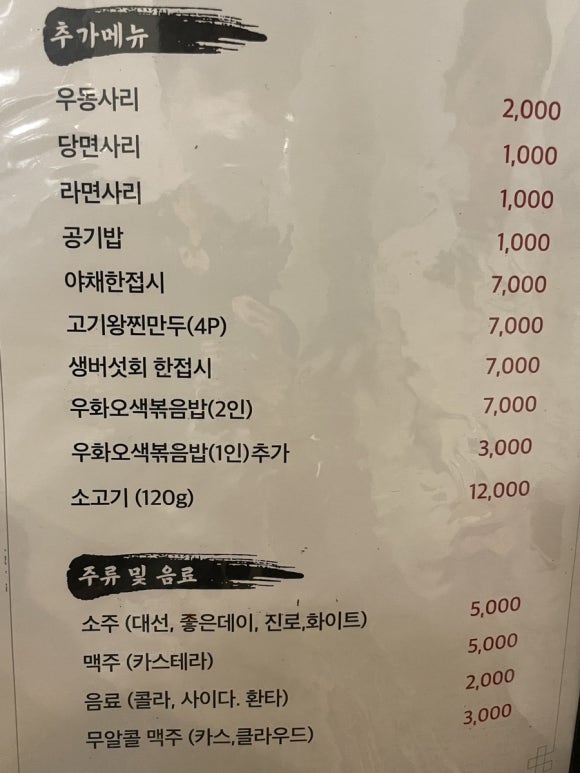 추가메뉴
우동사리 2,000
당면사리 1,000
라면사리 1,000
공기밥 1,000
야채한접시 7,000
고기왕찐만두(4P) 7,000
생버섯회 한접시 7,000
우화오색볶음밥(2인) 7,000
우화오색볶음밥(1인)추가 3,000
소고기 (120g) 12,000
주류 및 음료
소주 (대선, 좋은데이, 진로,화이트) 5,000
맥주 (카스테라) 5,000
음료 (콜라, 사이다. 환타) 2,000
무알콜 맥주 (카스,클라우드) 3,000